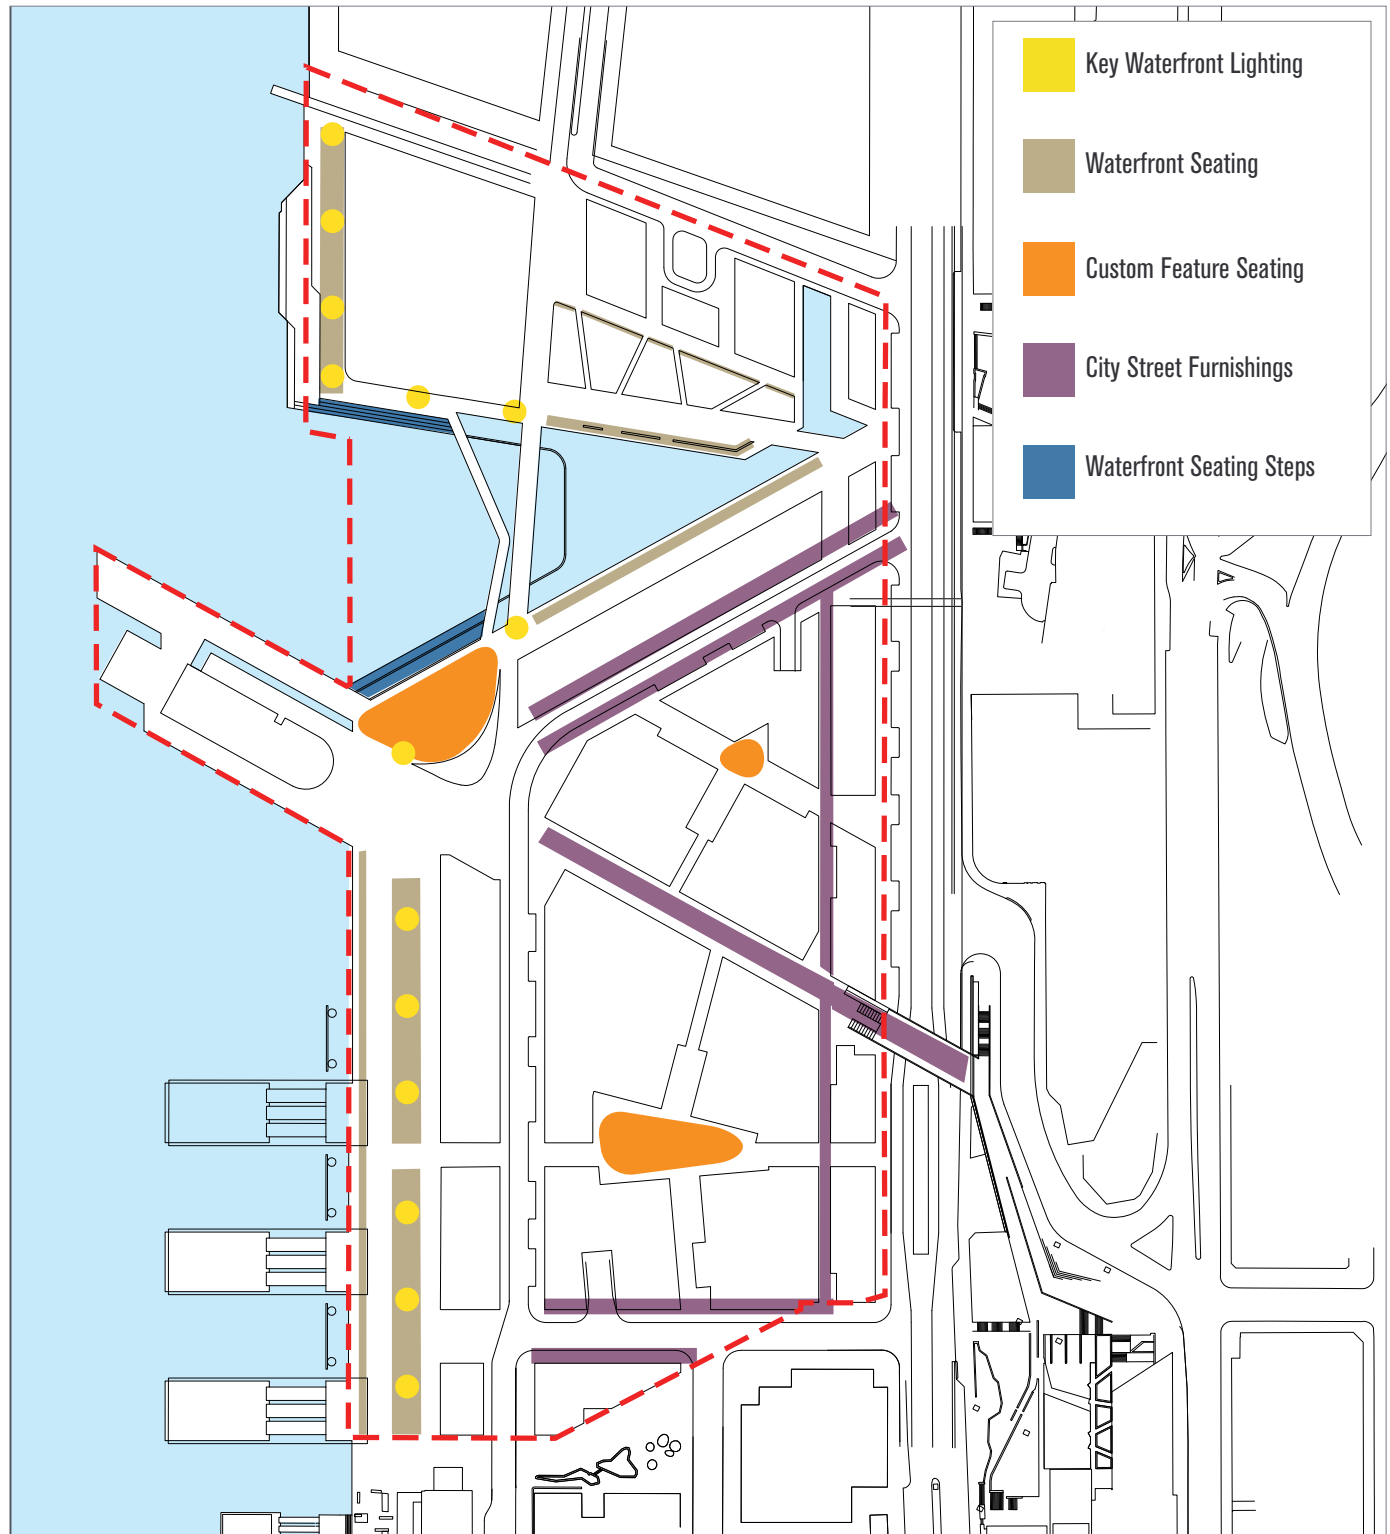 Key Waterfront Lighting
Waterfront Seating
Custom Feature Seating
City Street Furnishings
Waterfront Seating Steps